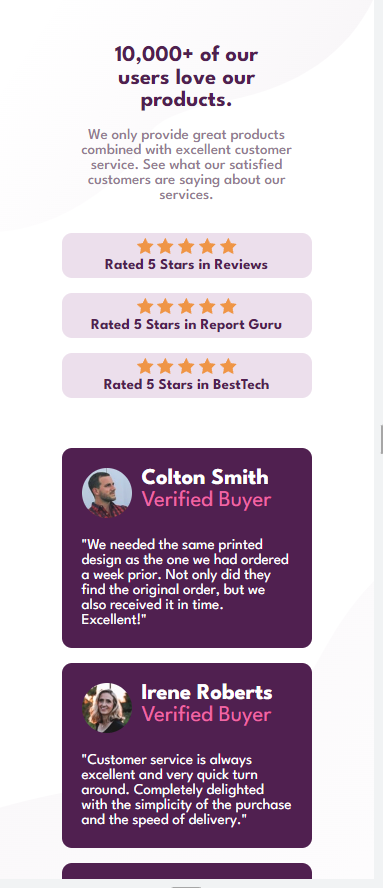 10,000+ of our
users love our
products.
We only provide great products
combined with excellent customer
service. See what our satisfied
customers are saying about our
services.
Rated 5 Stars in Reviews
Rated 5 Stars in Report Guru
Rated 5 Stars in BestTech
Colton Smith
Verified Buyer
"We needed the same printed
design as the one we had ordered
a week prior. Not only did they
find the original order, but we
also received it in time.
Excellent!"
Irene Roberts
Verified Buyer
"Customer service is always
excellent and very quick turn
around. Completely delighted
with the simplicity of the purchase
and the speed of delivery."